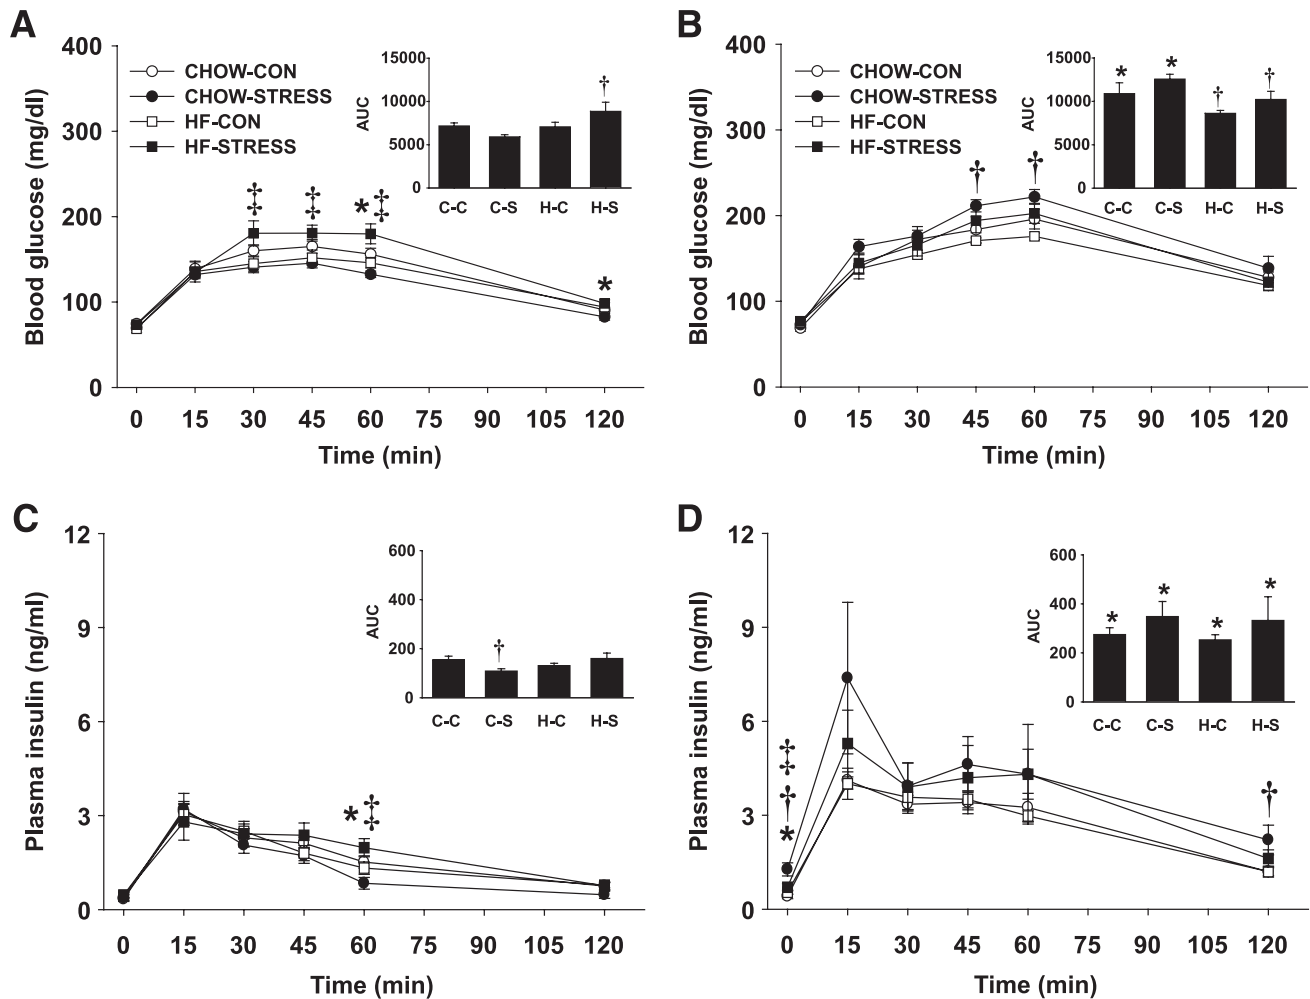 A
400
300
200
100
0
Blood glucose (mg/dl)
CHOW-CON
CHOW-STRESS
HF-CON
HF-STRESS
15000
10000
5000
0
AUC
†
C-C C-S H-C H-S
‡ ‡ *‡
*
0 15 30 45 60 75 90 105 120
Time (min)
B
400
300
200
100
0
Blood glucose (mg/dl)
CHOW-CON
CHOW-STRESS
HF-CON
HF-STRESS
15000
10000
5000
0
AUC
* * † †
C-C C-S H-C H-S
† †
0 15 30 45 60 75 90 105 120
Time (min)
C
12
9
6
3
0
Plasma insulin (ng/ml)
600
400
200
0
AUC
†
C-C C-S H-C H-S
*‡
0 15 30 45 60 75 90 105 120
Time (min)
D
12
9
6
3
0
Plasma insulin (ng/ml)
600
400
200
0
AUC
* * * *
C-C C-S H-C H-S
‡
†
*
†
0 15 30 45 60 75 90 105 120
Time (min)